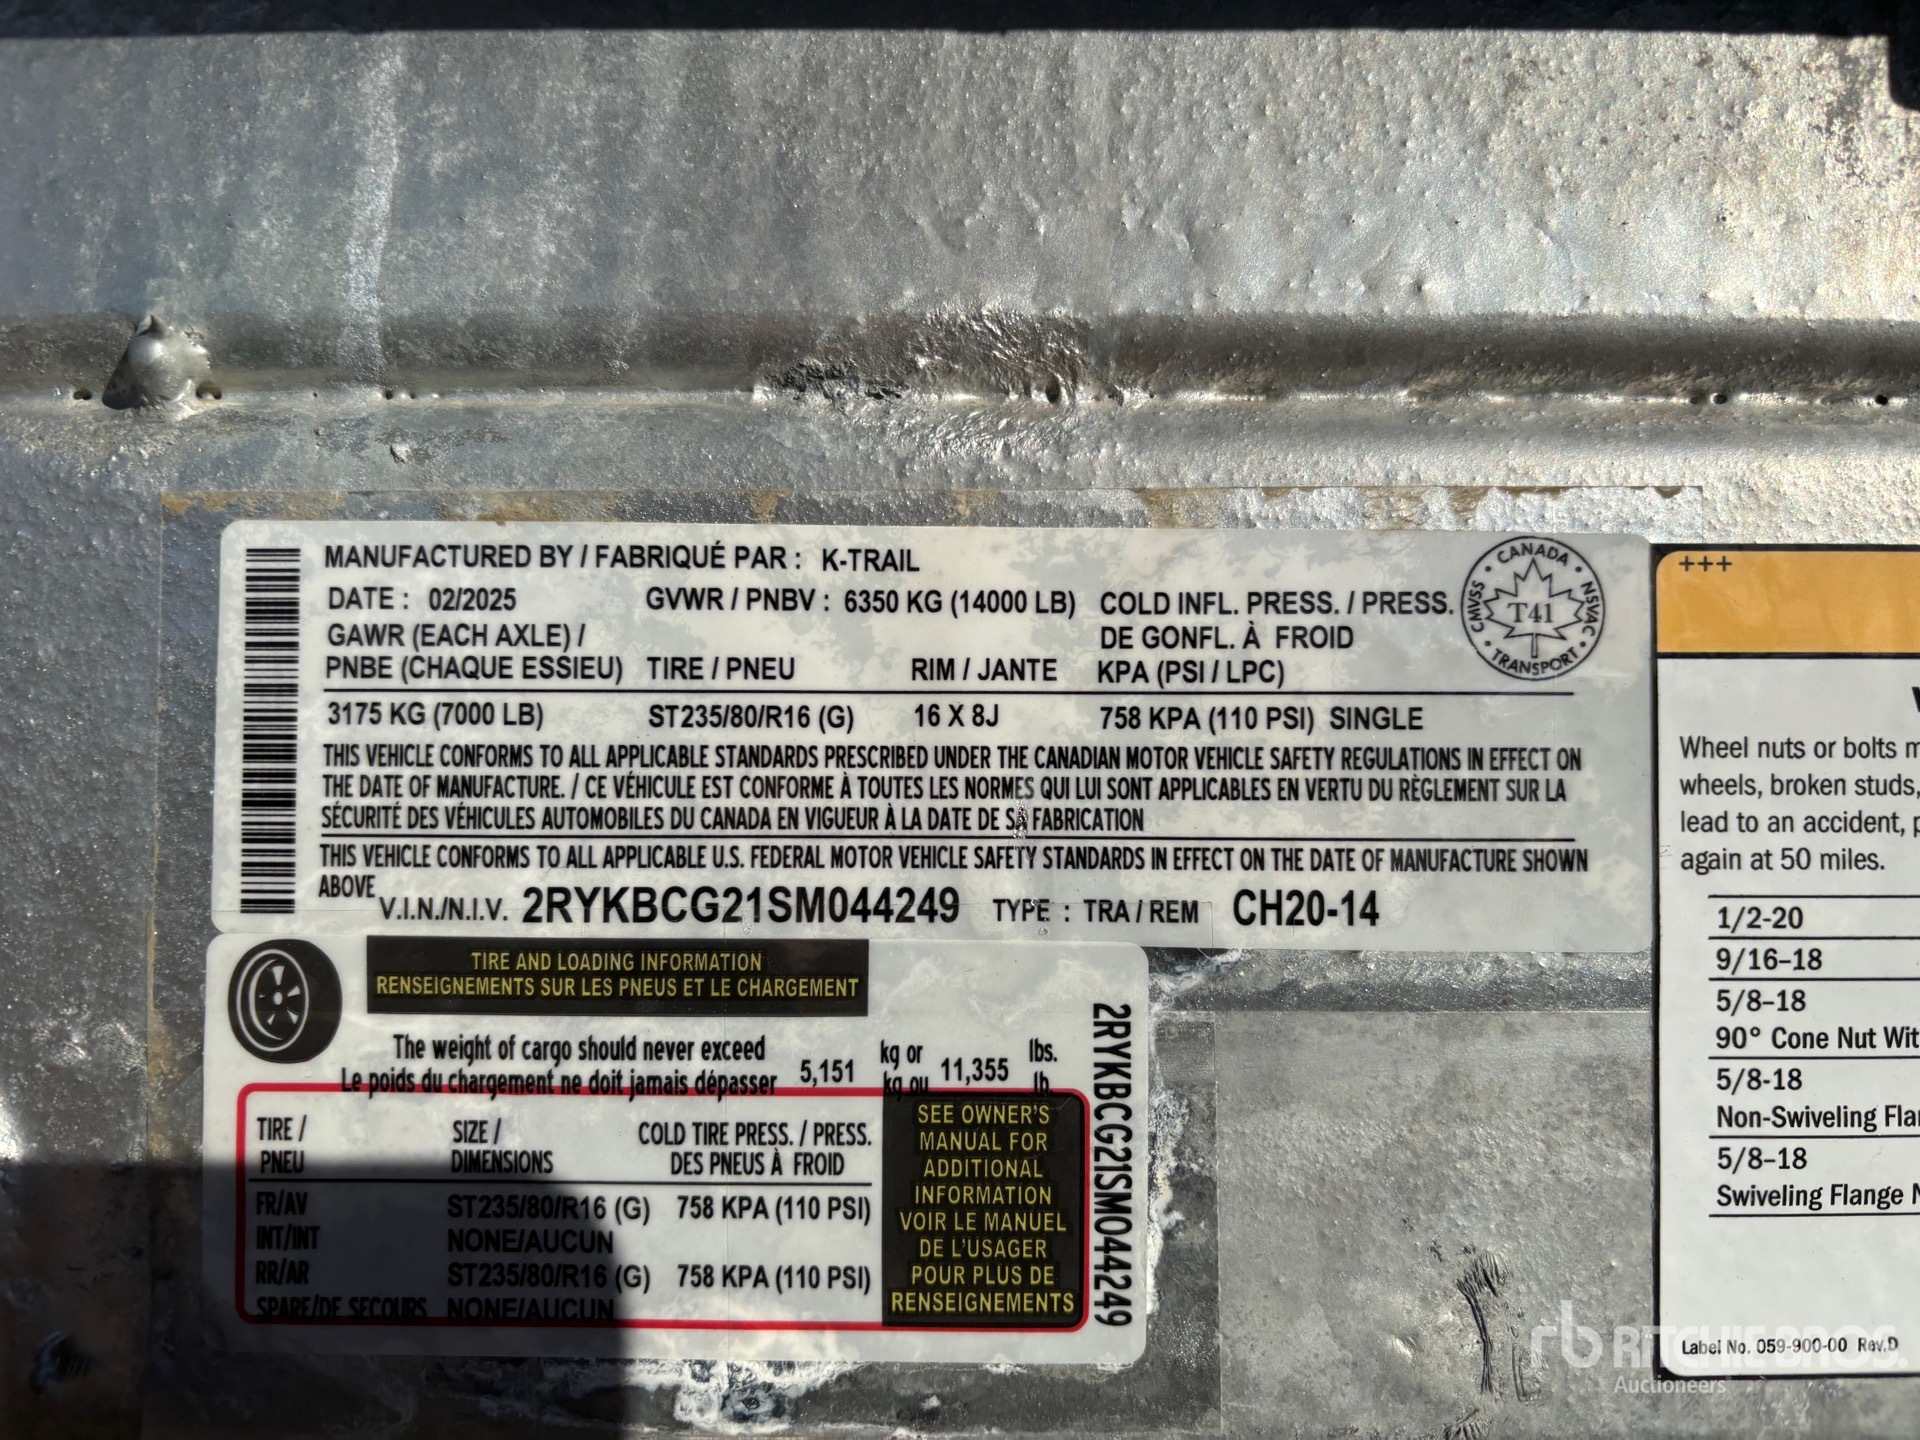 MANUFACTURED BY / FABRIQUÉ PAR : K-TRAIL
DATE : 02/2025 GVWR / PNBV : 6350 KG (14000 LB) COLD INFL. PRESS. / PRESS.
GAWR (EACH AXLE) / DE GONFL. À FROID
PNBE (CHAQUE ESSIEU) TIRE / PNEU RIM / JANTE KPA (PSI / LPC)
3175 KG (7000 LB) ST235/80/R16 (G) 16 X 8J 758 KPA (110 PSI) SINGLE
THIS VEHICLE CONFORMS TO ALL APPLICABLE STANDARDS PRESCRIBED UNDER THE CANADIAN MOTOR VEHICLE SAFETY REGULATIONS IN EFFECT ON
THE DATE OF MANUFACTURE. / CE VÉHICULE EST CONFORME À TOUTES LES NORMES QUI LUI SONT APPLICABLES EN VERTU DU RÈGLEMENT SUR LA
SÉCURITÉ DES VÉHICULES AUTOMOBILES DU CANADA EN VIGUEUR À LA DATE DE SA FABRICATION
THIS VEHICLE CONFORMS TO ALL APPLICABLE U.S. FEDERAL MOTOR VEHICLE SAFETY STANDARDS IN EFFECT ON THE DATE OF MANUFACTURE SHOWN
ABOVE
V.I.N./N.I.V. 2RYKBCG21SM044249 TYPE : TRA / REM CH20-14
CANADA
CMVSS
T41
NSVAC
TRANSPORT
TIRE AND LOADING INFORMATION
RENSEIGNEMENTS SUR LES PNEUS ET LE CHARGEMENT
The weight of cargo should never exceed 5,151 kg or 11,355 lbs.
Le poids du chargement ne doit jamais dépasser kg ou lb.
TIRE / SIZE / COLD TIRE PRESS. / PRESS.
PNEU DIMENSIONS DES PNEUS À FROID
FR/AV ST235/80/R16 (G) 758 KPA (110 PSI)
INT/INT NONE/AUCUN
RR/AR ST235/80/R16 (G) 758 KPA (110 PSI)
SPARE/DE SECOURS NONE/AUCUN
SEE OWNER'S
MANUAL FOR
ADDITIONAL
INFORMATION
VOIR LE MANUEL
DE L'USAGER
POUR PLUS DE
RENSEIGNEMENTS
2RYKBCG21SM044249
+++
Wheel nuts or bolts
wheels, broken studs,
lead to an accident,
again at 50 miles.
1/2-20
9/16-18
5/8-18
90° Cone Nut
5/8-18
Non-Swiveling
5/8-18
Swiveling Flange
Label No. 059-900-00 Rev.D
rb RITCHIE BROS.
Auctioneers